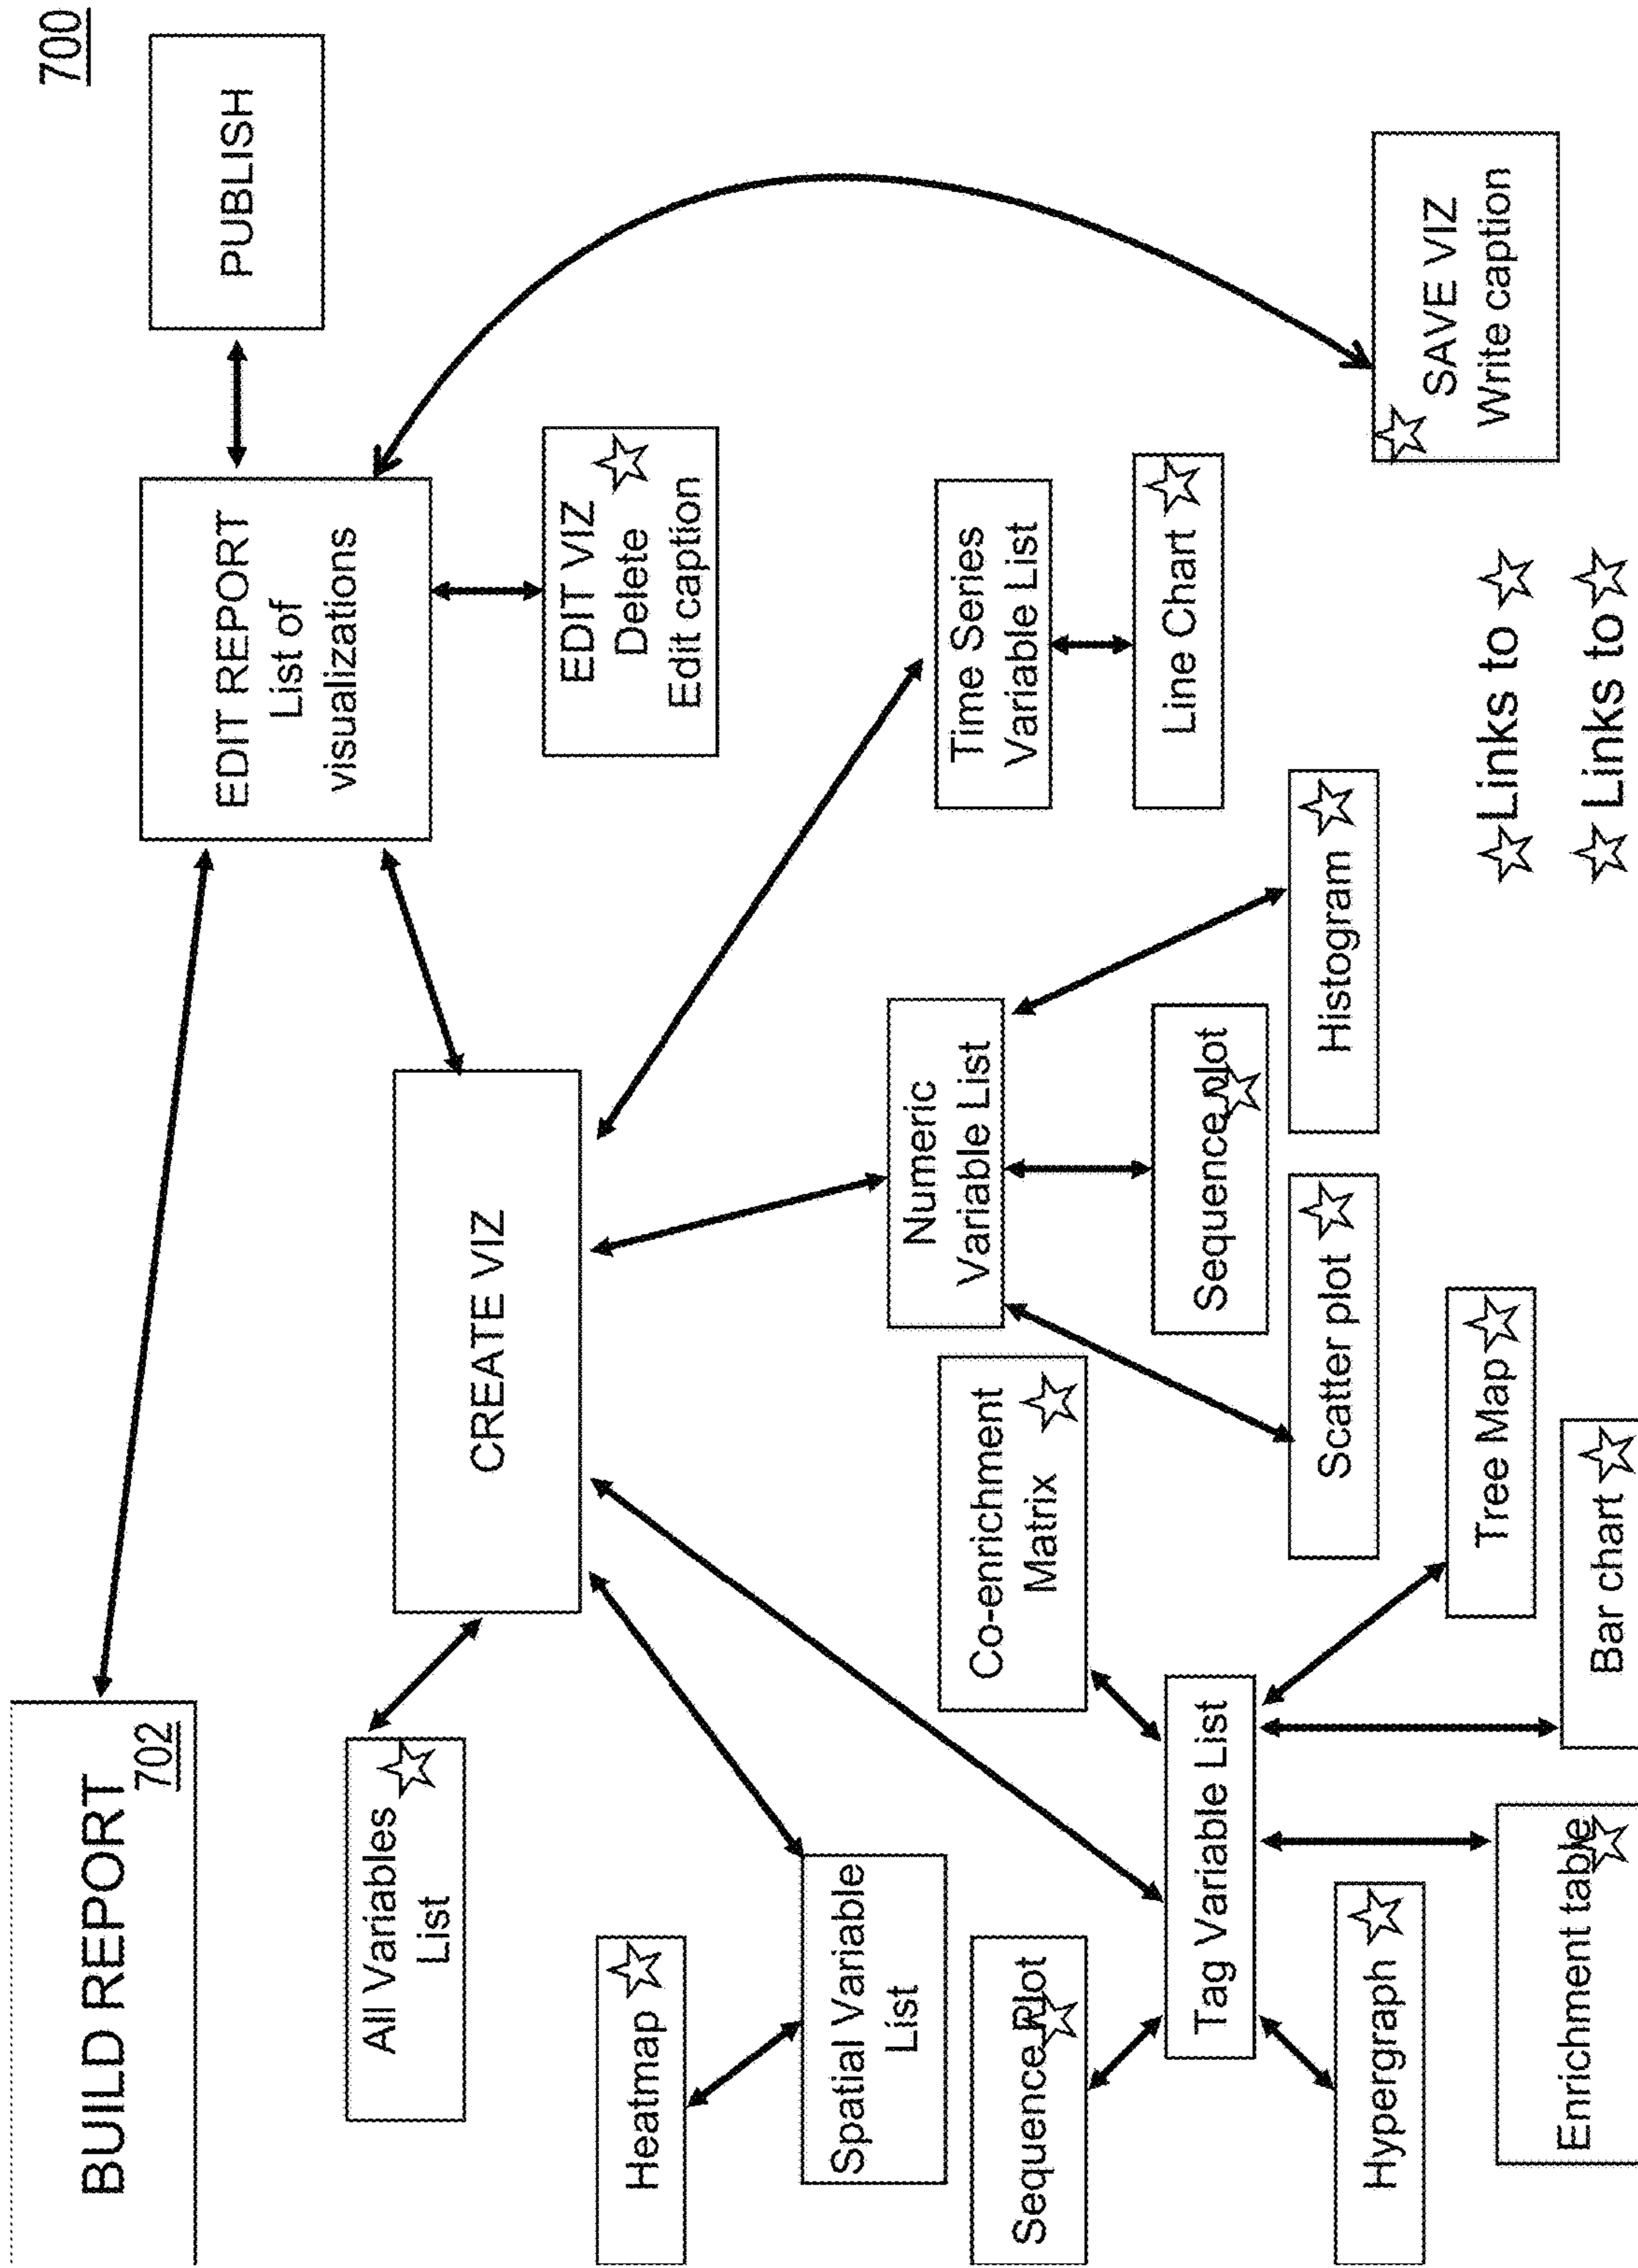 700
BUILD REPORT
702
EDIT REPORT
List of
visualizations
PUBLISH
All Variables
List
CREATE VIZ
EDIT VIZ
Delete
Edit caption
Heatmap
Spatial Variable
List
Sequence Plot
Tag Variable List
Co-enrichment
Matrix
Numeric
Variable List
Time Series
Variable List
Line Chart
Sequence plot
Scatter plot
Histogram
Hypergraph
Enrichment table
Tree Map
Bar chart
SAVE VIZ
Write caption
Links to
Links to